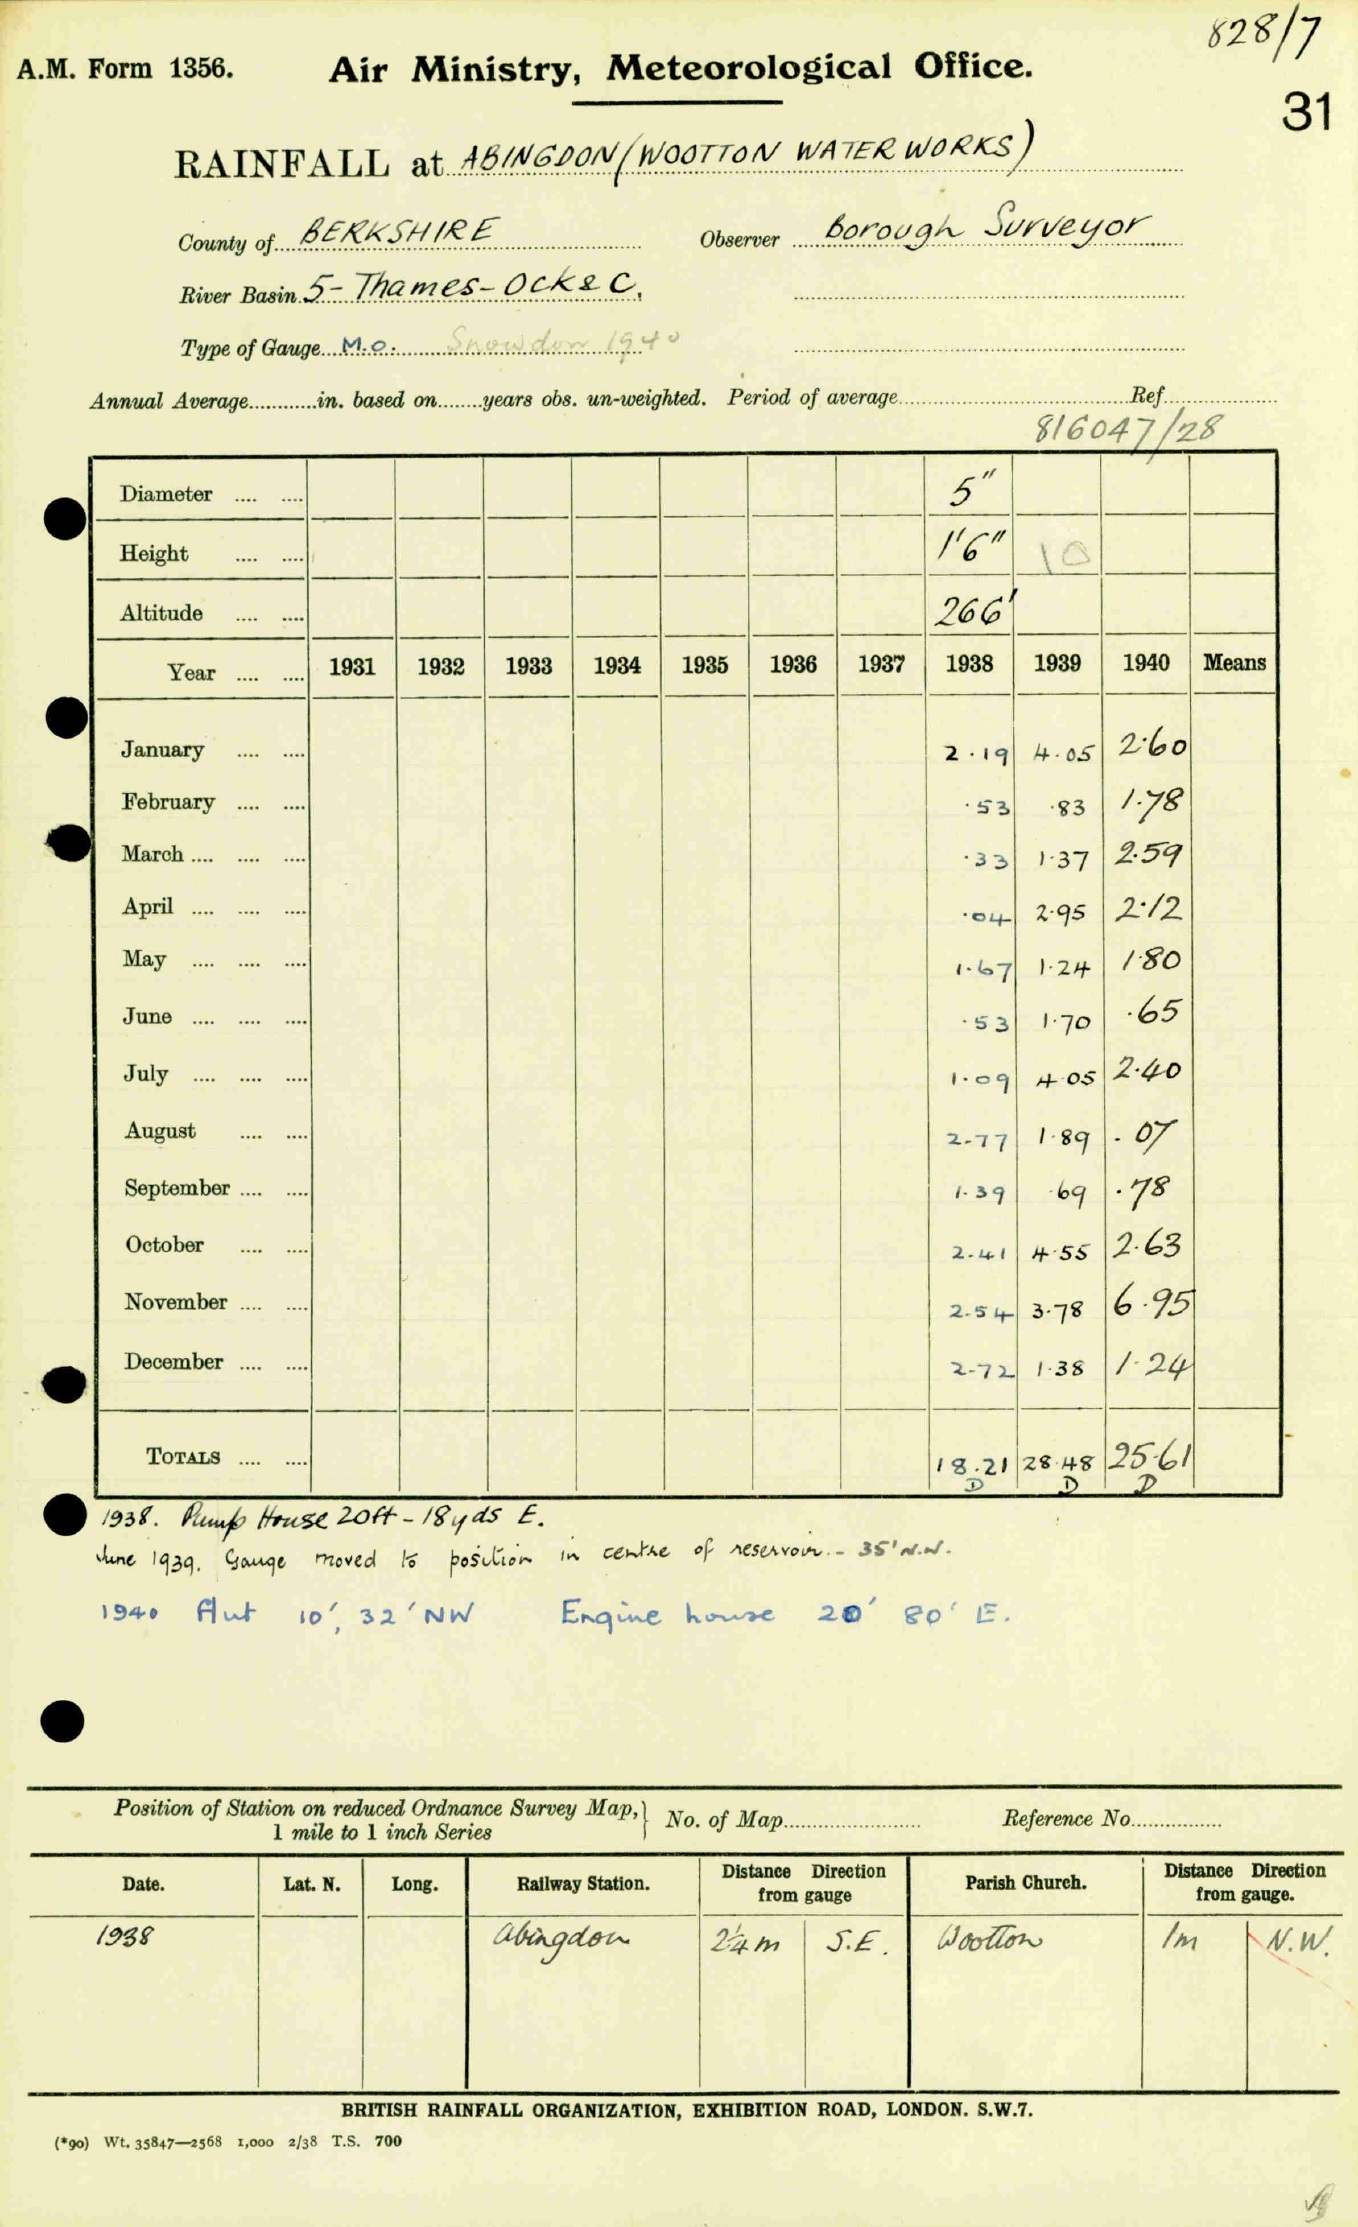 828/7
A.M. Form 1356. Air Ministry, Meteorological Office.
31
RAINFALL at ABINGDON (WOOTTON WATER WORKS)
County of BERKSHIRE Observer Borough Surveyor
River Basin 5- Thames - Ock & C.
Type of Gauge M.O. Snowdon 1940
Annual Average in. based on years obs. un-weighted. Period of average Ref
816047/28
Diameter .... .... 5"
Height .... .... 1'6" 10
Altitude .... .... 266'
Year .... .... 1931 1932 1933 1934 1935 1936 1937 1938 1939 1940 Means
January .... .... 2.19 4.05 2.60
February .... .... .53 .83 1.78
March .... .... .... .33 1.37 2.59
April .... .... .... .04 2.95 2.12
May .... .... .... 1.67 1.24 1.80
June .... .... .... .53 1.70 .65
July .... .... .... 1.09 4.05 2.40
August .... .... 2.77 1.89 .07
September .... .... 1.39 .69 .78
October .... .... 2.41 4.55 2.63
November .... .... 2.54 3.78 6.95
December .... .... 2.72 1.38 1.24
TOTALS .... .... 18.21 28.48 25.61
D D D
1938. Pump House 20ft - 18yds E.
June 1939. Gauge moved to position in centre of reservoir. - 35' N.W.
1940 Hut 10', 32' NW Engine house 20' 80' E.
Position of Station on reduced Ordnance Survey Map,} No. of Map Reference No.
1 mile to 1 inch Series
Date. Lat. N. Long. Railway Station. Distance Direction from gauge Parish Church. Distance Direction from gauge.
1938 Abingdon 2¼m S.E. Wootton 1m N.W.
BRITISH RAINFALL ORGANIZATION, EXHIBITION ROAD, LONDON. S.W.7.
(*90) Wt. 35847—2568 1,000 2/38 T.S. 700